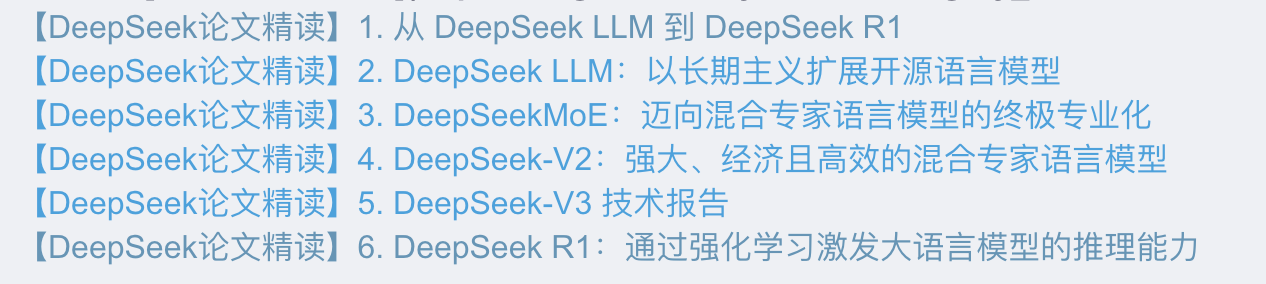 【DeepSeek论文精读】1. 从 DeepSeek LLM 到 DeepSeek R1
【DeepSeek论文精读】2. DeepSeek LLM：以长期主义扩展开源语言模型
【DeepSeek论文精读】3. DeepSeekMoE：迈向混合专家语言模型的终极专业化
【DeepSeek论文精读】4. DeepSeek-V2：强大、经济且高效的混合专家语言模型
【DeepSeek论文精读】5. DeepSeek-V3 技术报告
【DeepSeek论文精读】6. DeepSeek R1：通过强化学习激发大语言模型的推理能力